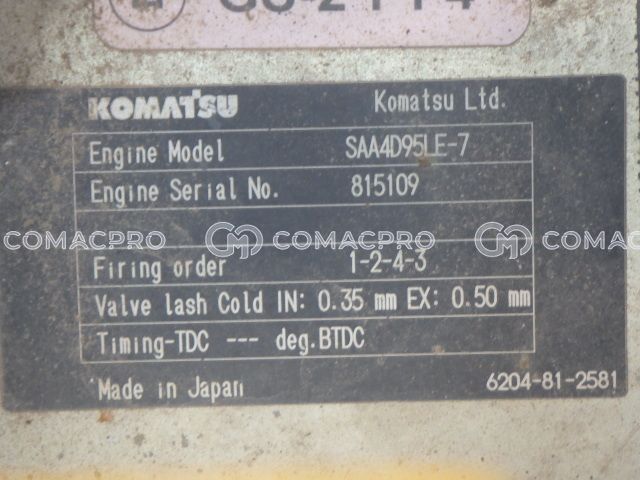 KOMATSU Komatsu Ltd.
Engine Model SAA4D95LE-7
Engine Serial No. 815109
COMACPRO COMACPRO COMACPRO
Firing order 1-2-4-3
Valve lash Cold IN: 0.35 mm EX: 0.50 mm
Timing-TDC --- deg.BTDC
Made in Japan 6204-81-2581